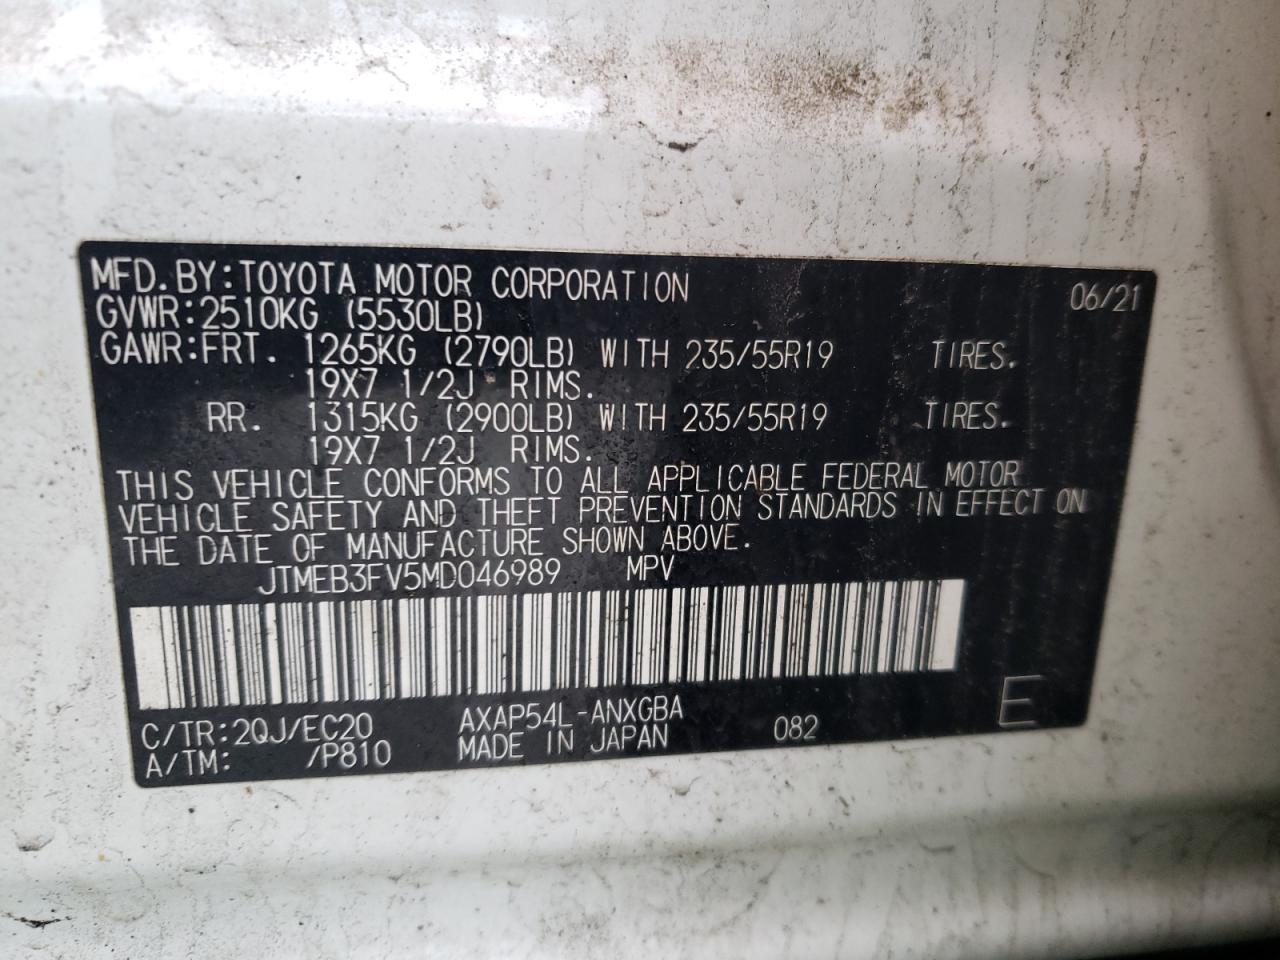 MFD. BY: TOYOTA MOTOR CORPORATION 06/21
GVWR: 2510KG (5530LB)
GAWR: FRT. 1265KG (2790LB) WITH 235/55R19 TIRES.
19X7 1/2J RIMS.
RR. 1315KG (2900LB) WITH 235/55R19 TIRES.
19X7 1/2J RIMS.
THIS VEHICLE CONFORMS TO ALL APPLICABLE FEDERAL MOTOR
VEHICLE SAFETY AND THEFT PREVENTION STANDARDS IN EFFECT ON
THE DATE OF MANUFACTURE SHOWN ABOVE.
JTMEB3FV5MD046989 MPV
C/TR: 2QJ/EC20 AXAP54L-ANXGBA 082 E
A/TM: /P810 MADE IN JAPAN